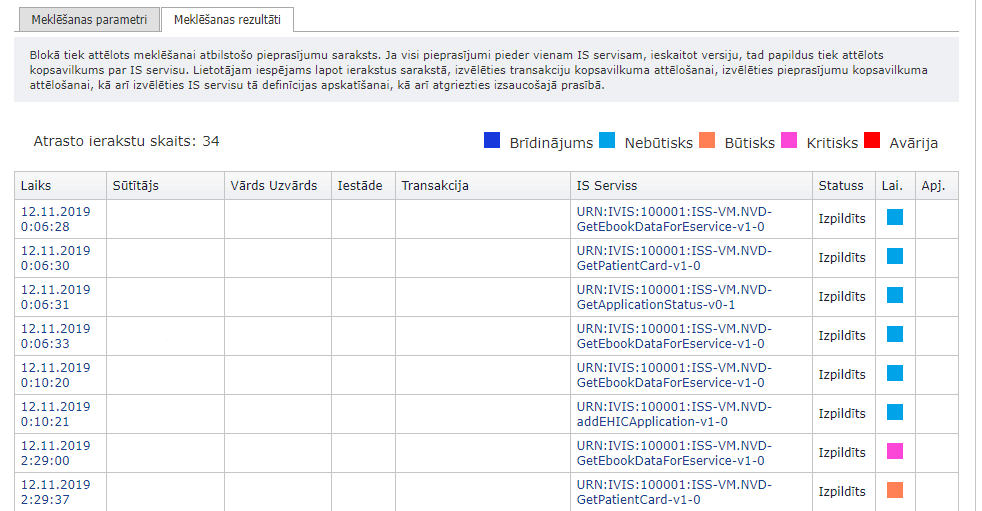 Meklēšanas parametri Meklēšanas rezultāti
Blokā tiek attēlots meklēšanai atbilstošo pieprasījumu saraksts. Ja visi pieprasījumi pieder vienam IS servisam, ieskaitot versiju, tad papildus tiek attēlots
kopsavilkums par IS servisu. Lietotājam iespējams lapot ierakstus sarakstā, izvēlēties transakciju kopsavilkuma attēlošanai, izvēlēties pieprasījumu kopsavilkuma
attēlošanai, kā arī izvēlēties IS servisu tā definīcijas apskatīšanai, kā arī atgriezties izsaucošajā prasībā.
Atrasto ierakstu skaits: 34 Brīdinājums Nebūtisks Būtisks Kritisks Avārija
Laiks Sūtītājs Vārds Uzvārds Iestāde Transakcija IS Serviss Statuss Lai. Apj.
12.11.2019 URN:IVIS:100001:ISS-VM.NVD-
0:06:28 GetEbookDataForEservice-v1-0 Izpildīts
12.11.2019 URN:IVIS:100001:ISS-VM.NVD-
0:06:30 GetPatientCard-v1-0 Izpildīts
12.11.2019 URN:IVIS:100001:ISS-VM.NVD-
0:06:31 GetApplicationStatus-v0-1 Izpildīts
12.11.2019 URN:IVIS:100001:ISS-VM.NVD-
0:06:33 GetEbookDataForEservice-v1-0 Izpildīts
12.11.2019 URN:IVIS:100001:ISS-VM.NVD-
0:10:20 GetEbookDataForEservice-v1-0 Izpildīts
12.11.2019 URN:IVIS:100001:ISS-VM.NVD-
0:10:21 addEHICApplication-v1-0 Izpildīts
12.11.2019 URN:IVIS:100001:ISS-VM.NVD-
2:29:00 GetEbookDataForEservice-v1-0 Izpildīts
12.11.2019 URN:IVIS:100001:ISS-VM.NVD-
2:29:37 GetPatientCard-v1-0 Izpildīts